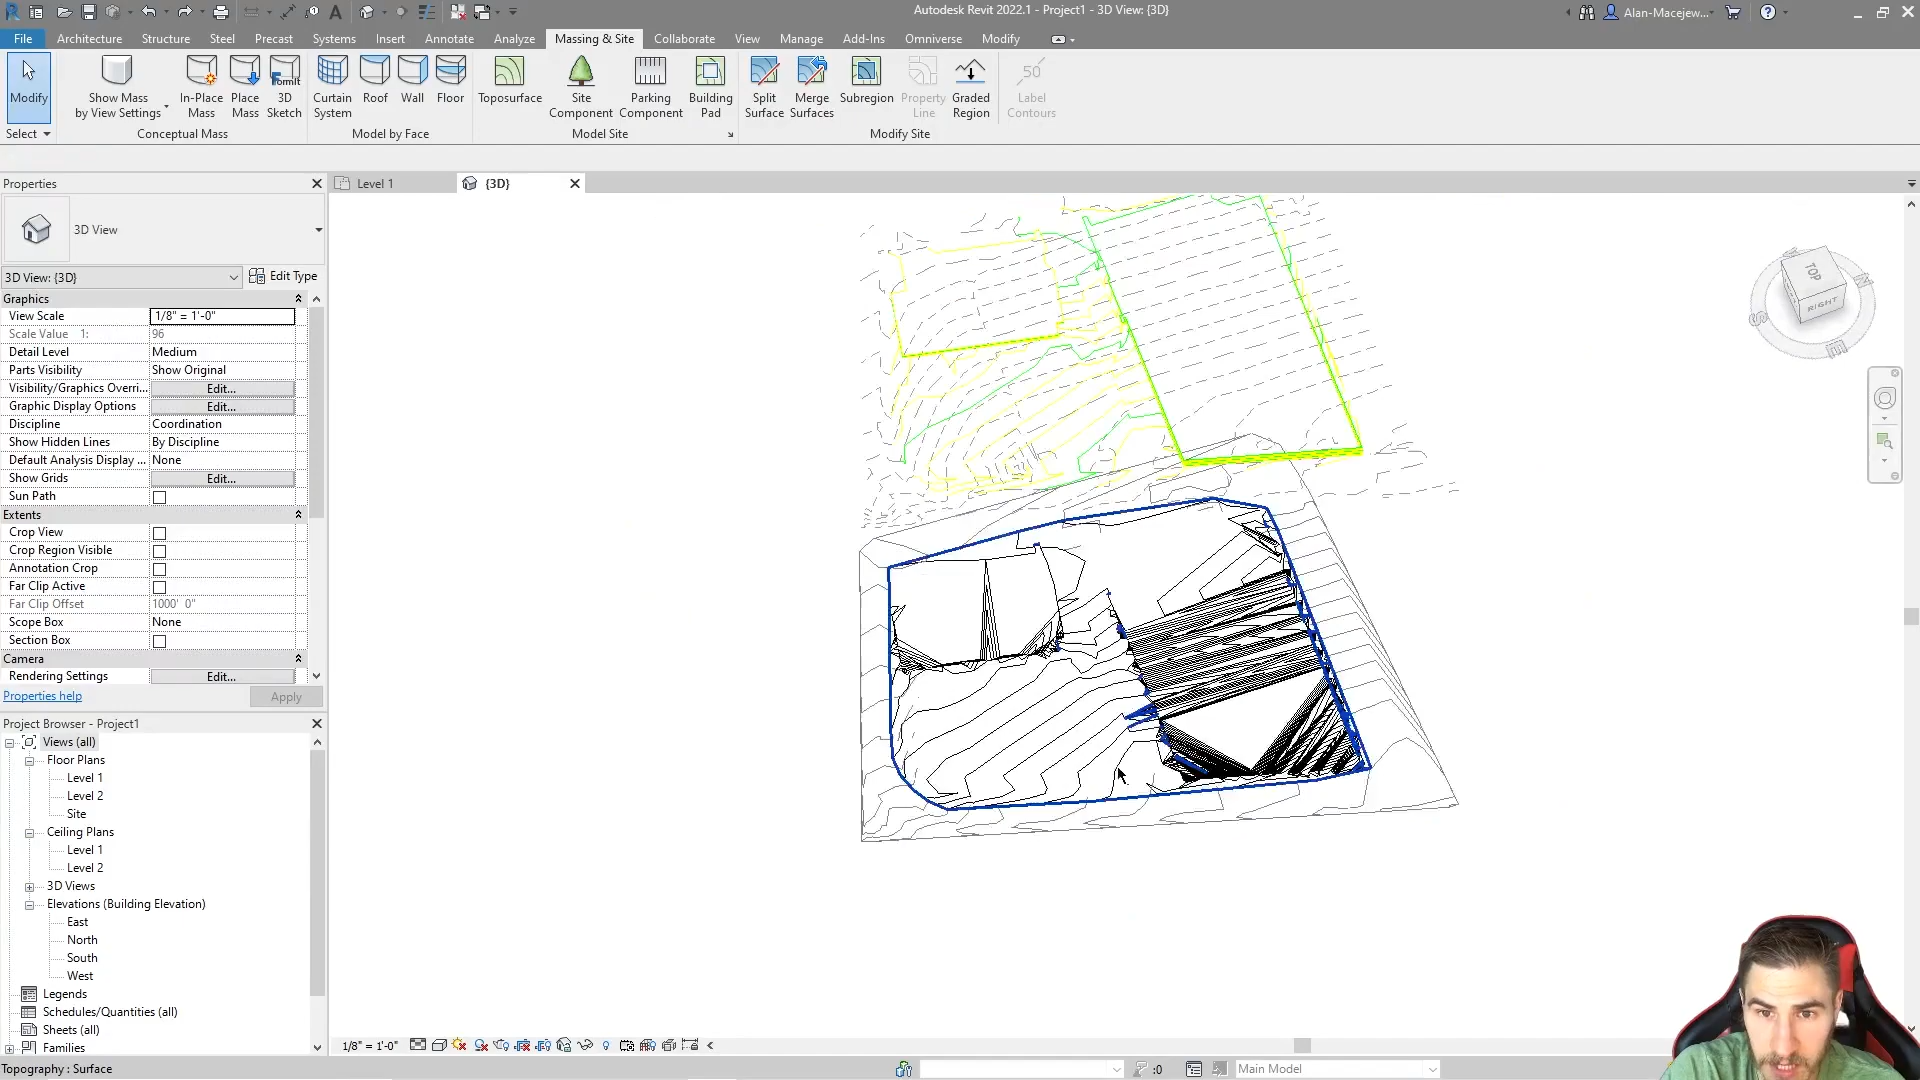 Autodesk Revit 2022.1 - Project1 - 3D View: {3D}
Alan-Macejew...
File Architecture Structure Steel Precast Systems Insert Annotate Analyze Massing & Site Collaborate View Manage Add-Ins Omniverse Modify
Modify
Show Mass by View Settings
In-Place Mass
Place Mass
3D Sketch
Curtain System
Roof
Wall
Floor
Toposurface
Site Component
Parking Component
Building Pad
Split Surface
Merge Surfaces
Subregion
Property Line
Graded Region
50
Label Contours
Select
Conceptual Mass
Model by Face
Model Site
Modify Site
Properties
Level 1
{3D}
3D View
3D View: {3D}
Edit Type
Graphics
View Scale 1/8" = 1'-0"
Scale Value 1: 96
Detail Level Medium
Parts Visibility Show Original
Visibility/Graphics Overri... Edit...
Graphic Display Options Edit...
Discipline Coordination
Show Hidden Lines By Discipline
Default Analysis Display ... None
Show Grids Edit...
Sun Path
Extents
Crop View
Crop Region Visible
Annotation Crop
Far Clip Active
Far Clip Offset 1000' 0"
Scope Box None
Section Box
Camera
Rendering Settings Edit...
Properties help
Apply
Project Browser - Project1
Views (all)
Floor Plans
Level 1
Level 2
Site
Ceiling Plans
Level 1
Level 2
3D Views
Elevations (Building Elevation)
East
North
South
West
Legends
Schedules/Quantities (all)
Sheets (all)
Families
TOP
RIGHT
S
E
1/8" = 1'-0"
Topography : Surface
:0
Main Model